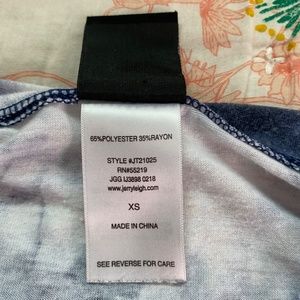 65%POLYESTER 35%RAYON
STYLE #JT21025
RN#55219
JGG IJ3898 0218
www.jerryleigh.com
XS
MADE IN CHINA
SEE REVERSE FOR CARE